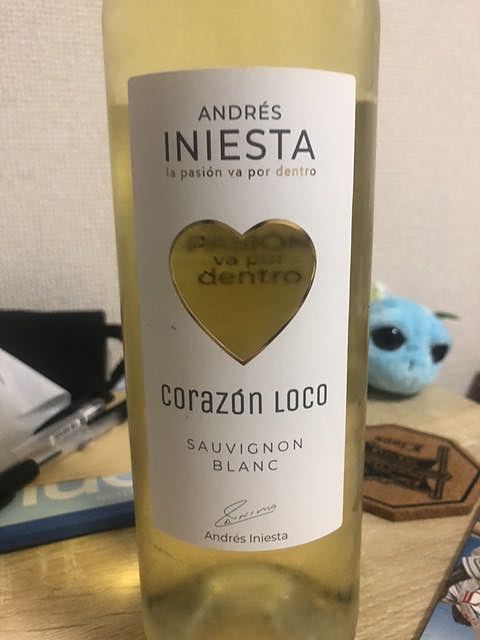 ANDRÉS
INIESTA
la pasión va por dentro
PASIÓN
va por
dentro
CORAZÓN LOCO
SAUVIGNON
BLANC
Andrés Iniesta